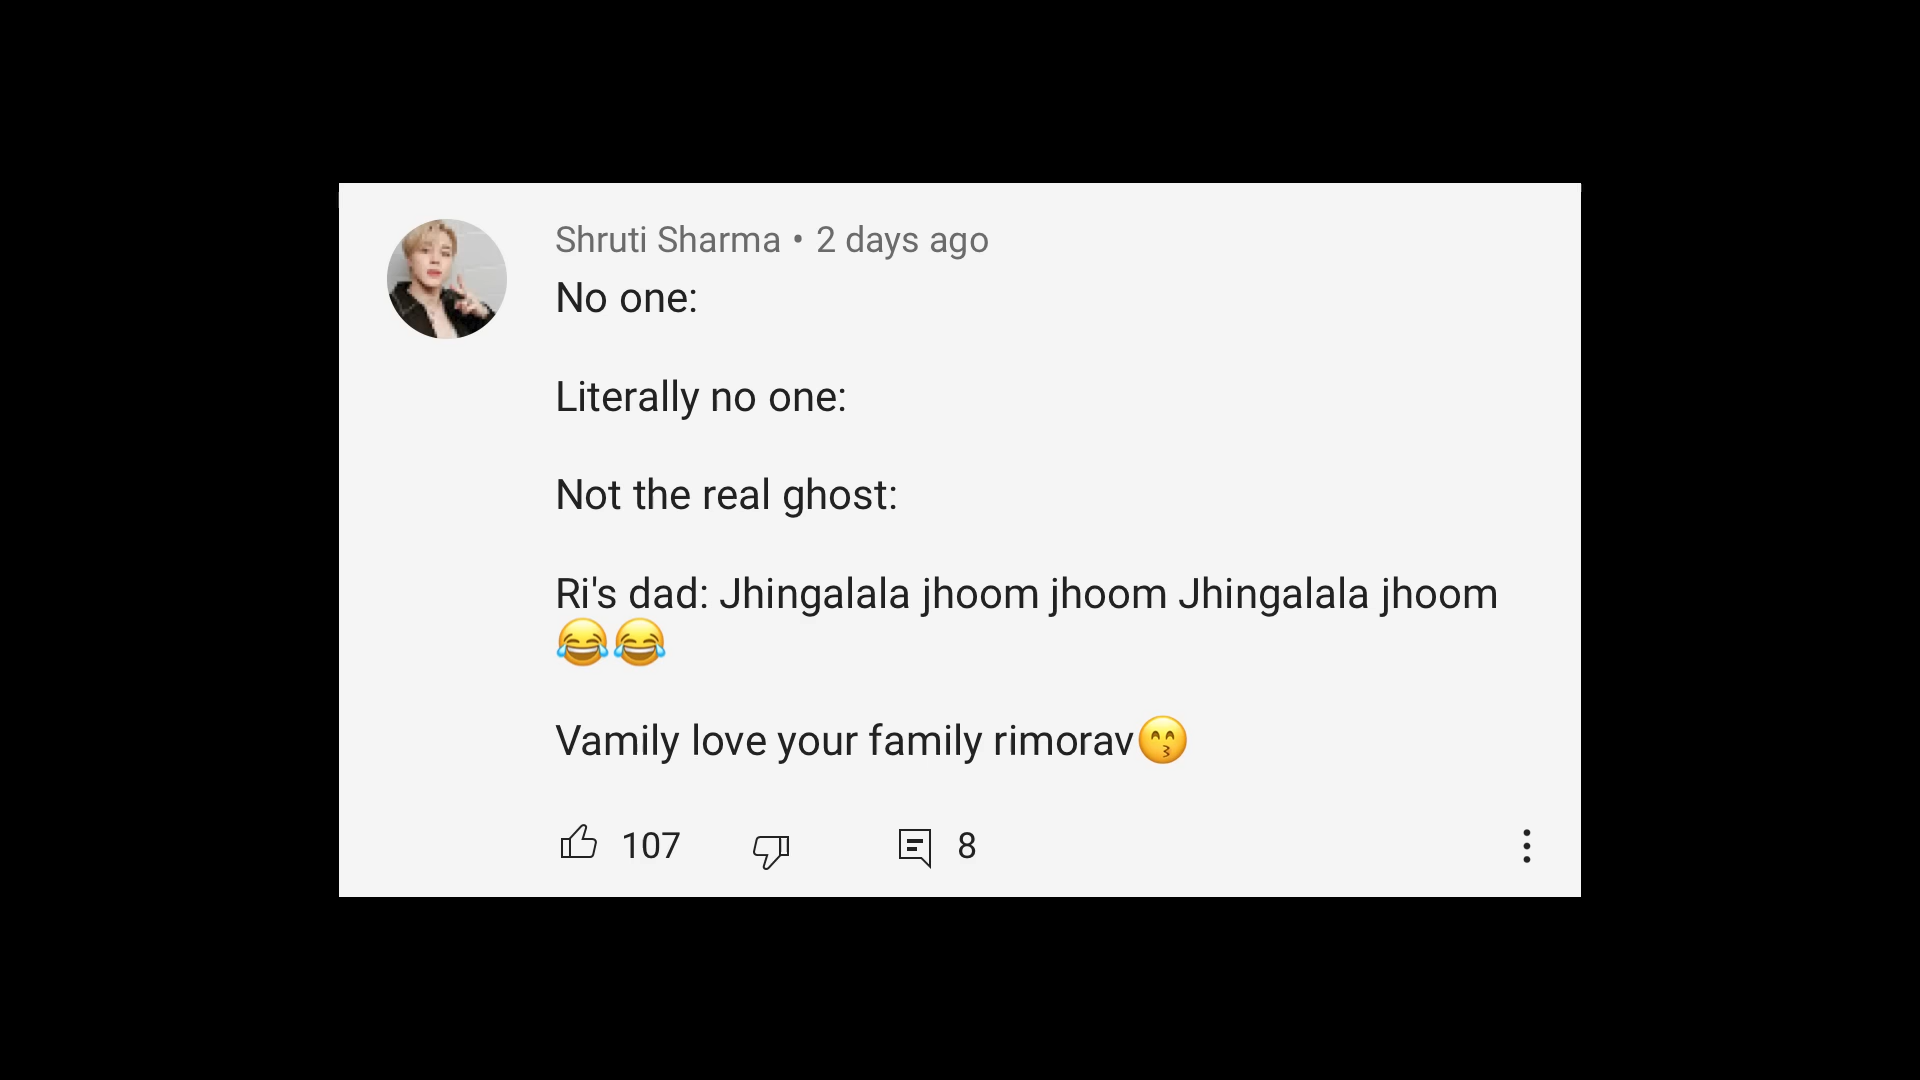 Shruti Sharma • 2 days ago
No one:
Literally no one:
Not the real ghost:
Ri's dad: Jhingalala jhoom jhoom Jhingalala jhoom
😂😂
Vamily love your family rimorav😙
107 8